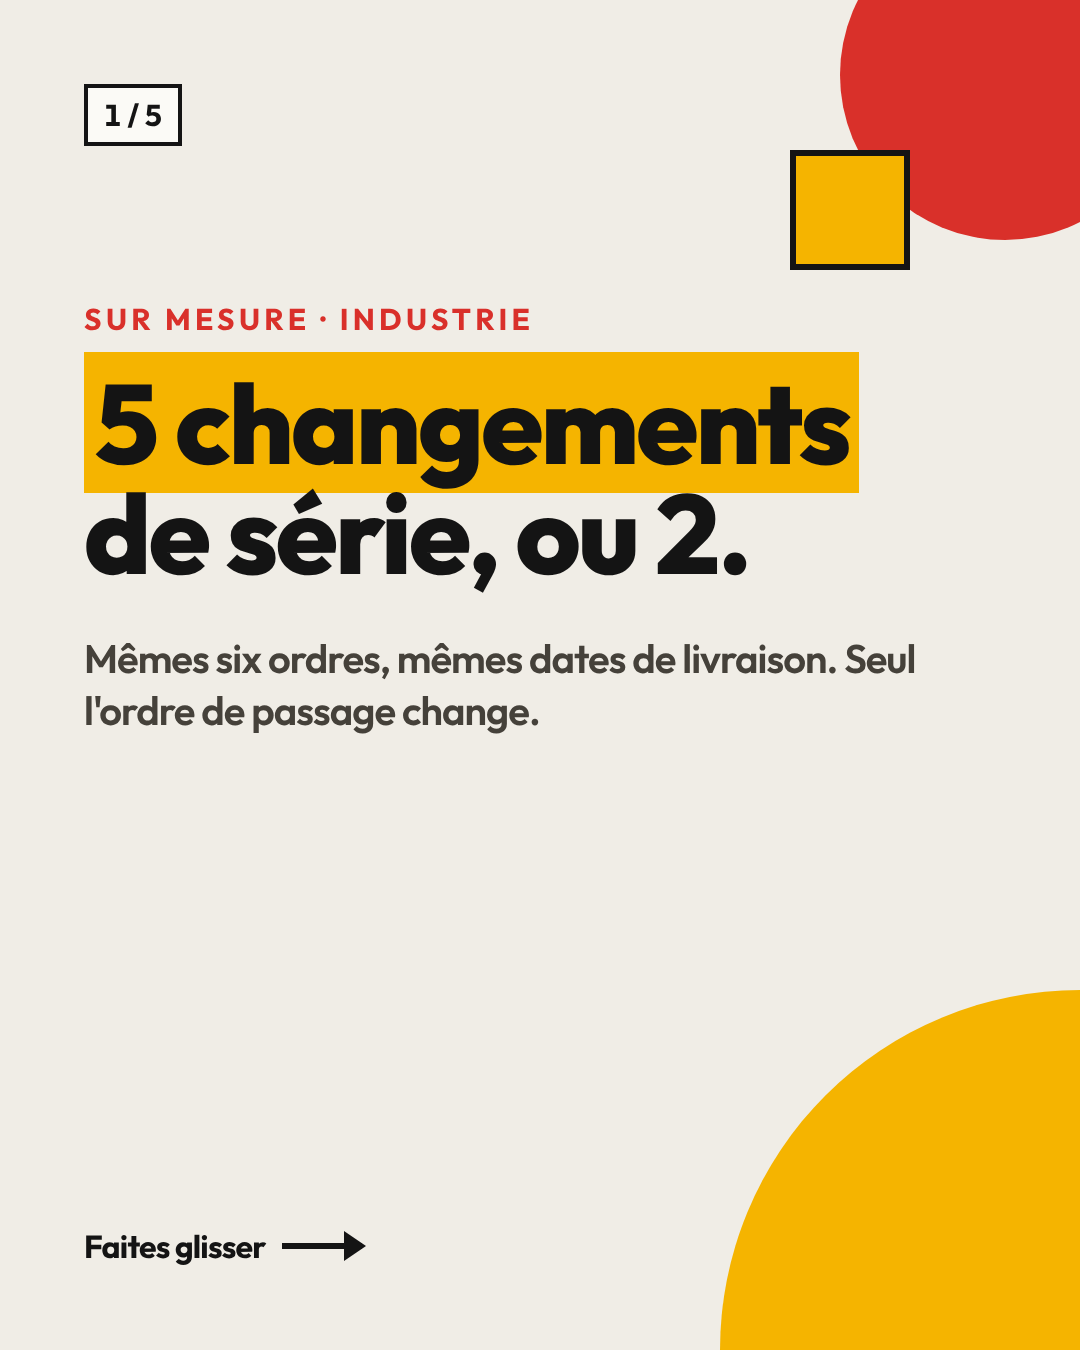 1/5
SUR MESURE · INDUSTRIE
5 changements
de série, ou 2.
Mêmes six ordres, mêmes dates de livraison. Seul
l'ordre de passage change.
Faites glisser